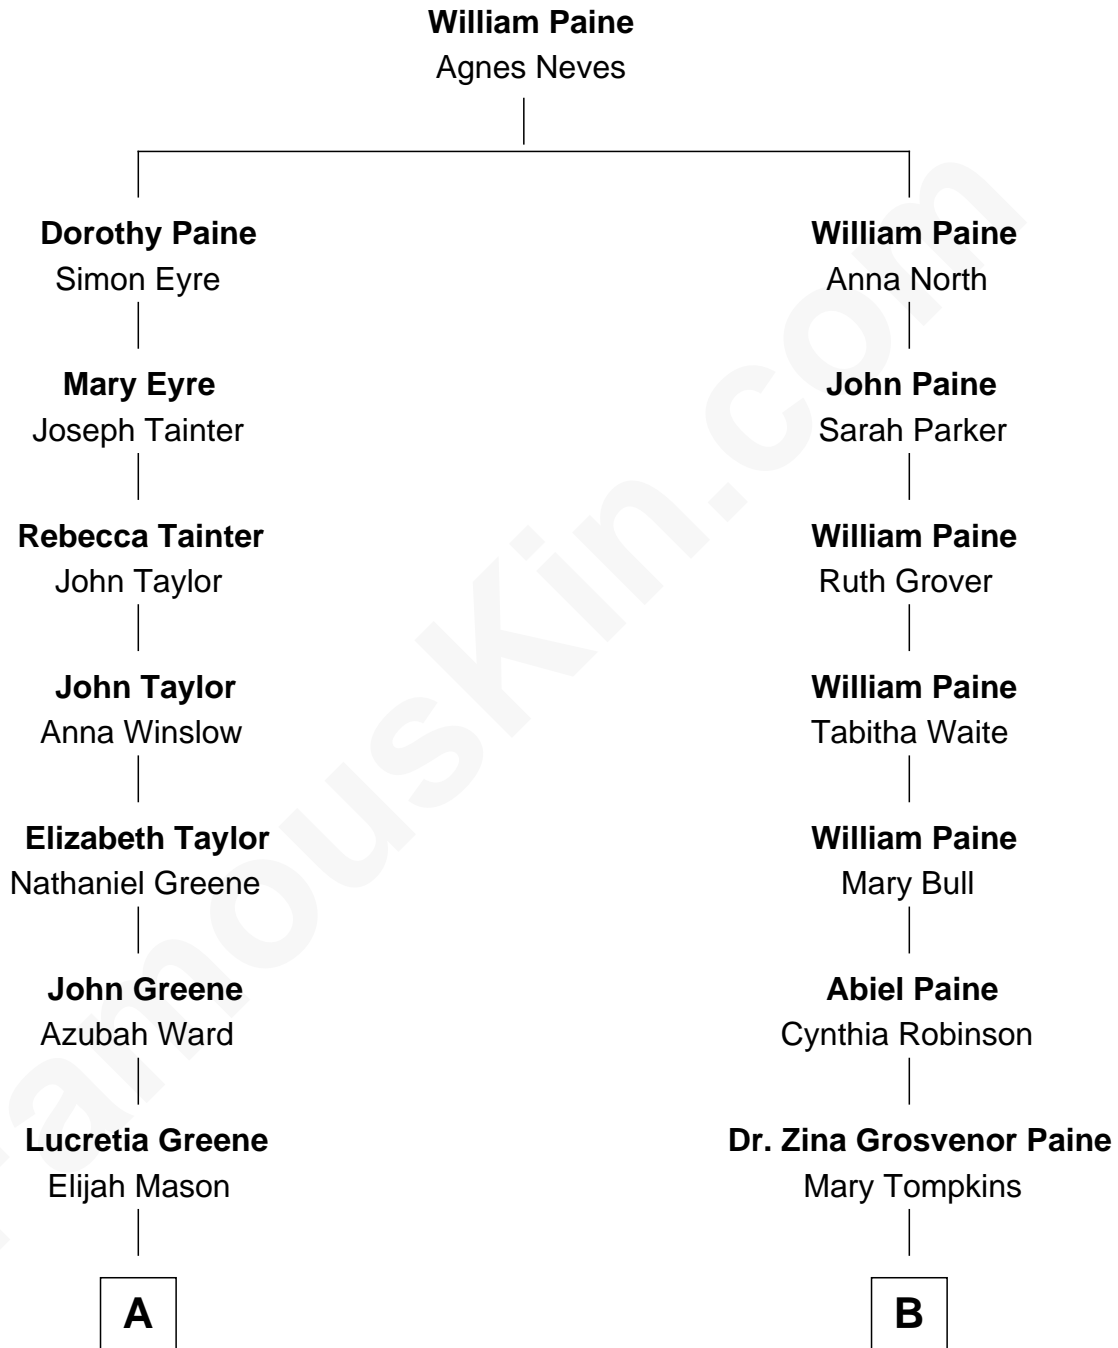 William Paine
Agnes Neves
Dorothy Paine
Simon Eyre
William Paine
Anna North
Mary Eyre
Joseph Tainter
John Paine
Sarah Parker
Rebecca Tainter
John Taylor
William Paine
Ruth Grover
John Taylor
Anna Winslow
William Paine
Tabitha Waite
Elizabeth Taylor
Nathaniel Greene
William Paine
Mary Bull
John Greene
Azubah Ward
Abiel Paine
Cynthia Robinson
Lucretia Greene
Elijah Mason
Dr. Zina Grosvenor Paine
Mary Tompkins
A
B
FamousKin.com